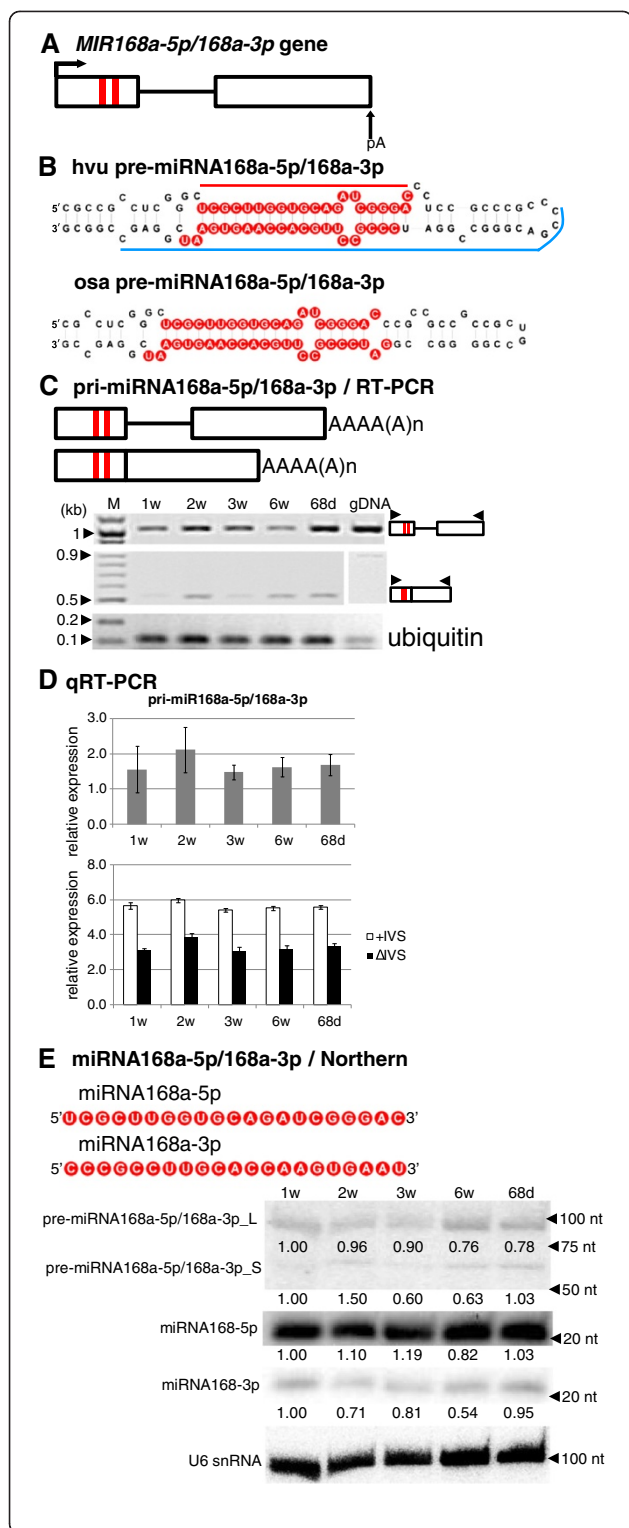 A MIR168a-5p/168a-3p gene
pA
B hvu pre-miRNA168a-5p/168a-3p
5'
3'
osa pre-miRNA168a-5p/168a-3p
5'
3'
C pri-miRNA168a-5p/168a-3p / RT-PCR
AAAA(A)n
AAAA(A)n
(kb) M 1w 2w 3w 6w 68d gDNA
1
0.9
0.5
0.2
0.1 ubiquitin
D qRT-PCR
pri-miR168a-5p/168a-3p
relative expression
3.0
2.0
1.0
0.0
1w 2w 3w 6w 68d
relative expression
8.0
6.0
4.0
2.0
0.0
+IVS
ΔIVS
1w 2w 3w 6w 68d
E miRNA168a-5p/168a-3p / Northern
miRNA168a-5p
5'UCGCUUGGUGCAGAUCGGGAC3'
miRNA168a-3p
5'CCCGCCUUGCACCAAGUGAAU3'
1w 2w 3w 6w 68d
pre-miRNA168a-5p/168a-3p_L 100 nt
1.00 0.96 0.90 0.76 0.78 75 nt
pre-miRNA168a-5p/168a-3p_S
50 nt
1.00 1.50 0.60 0.63 1.03
miRNA168-5p 20 nt
1.00 1.10 1.19 0.82 1.03
miRNA168-3p 20 nt
1.00 0.71 0.81 0.54 0.95
U6 snRNA 100 nt